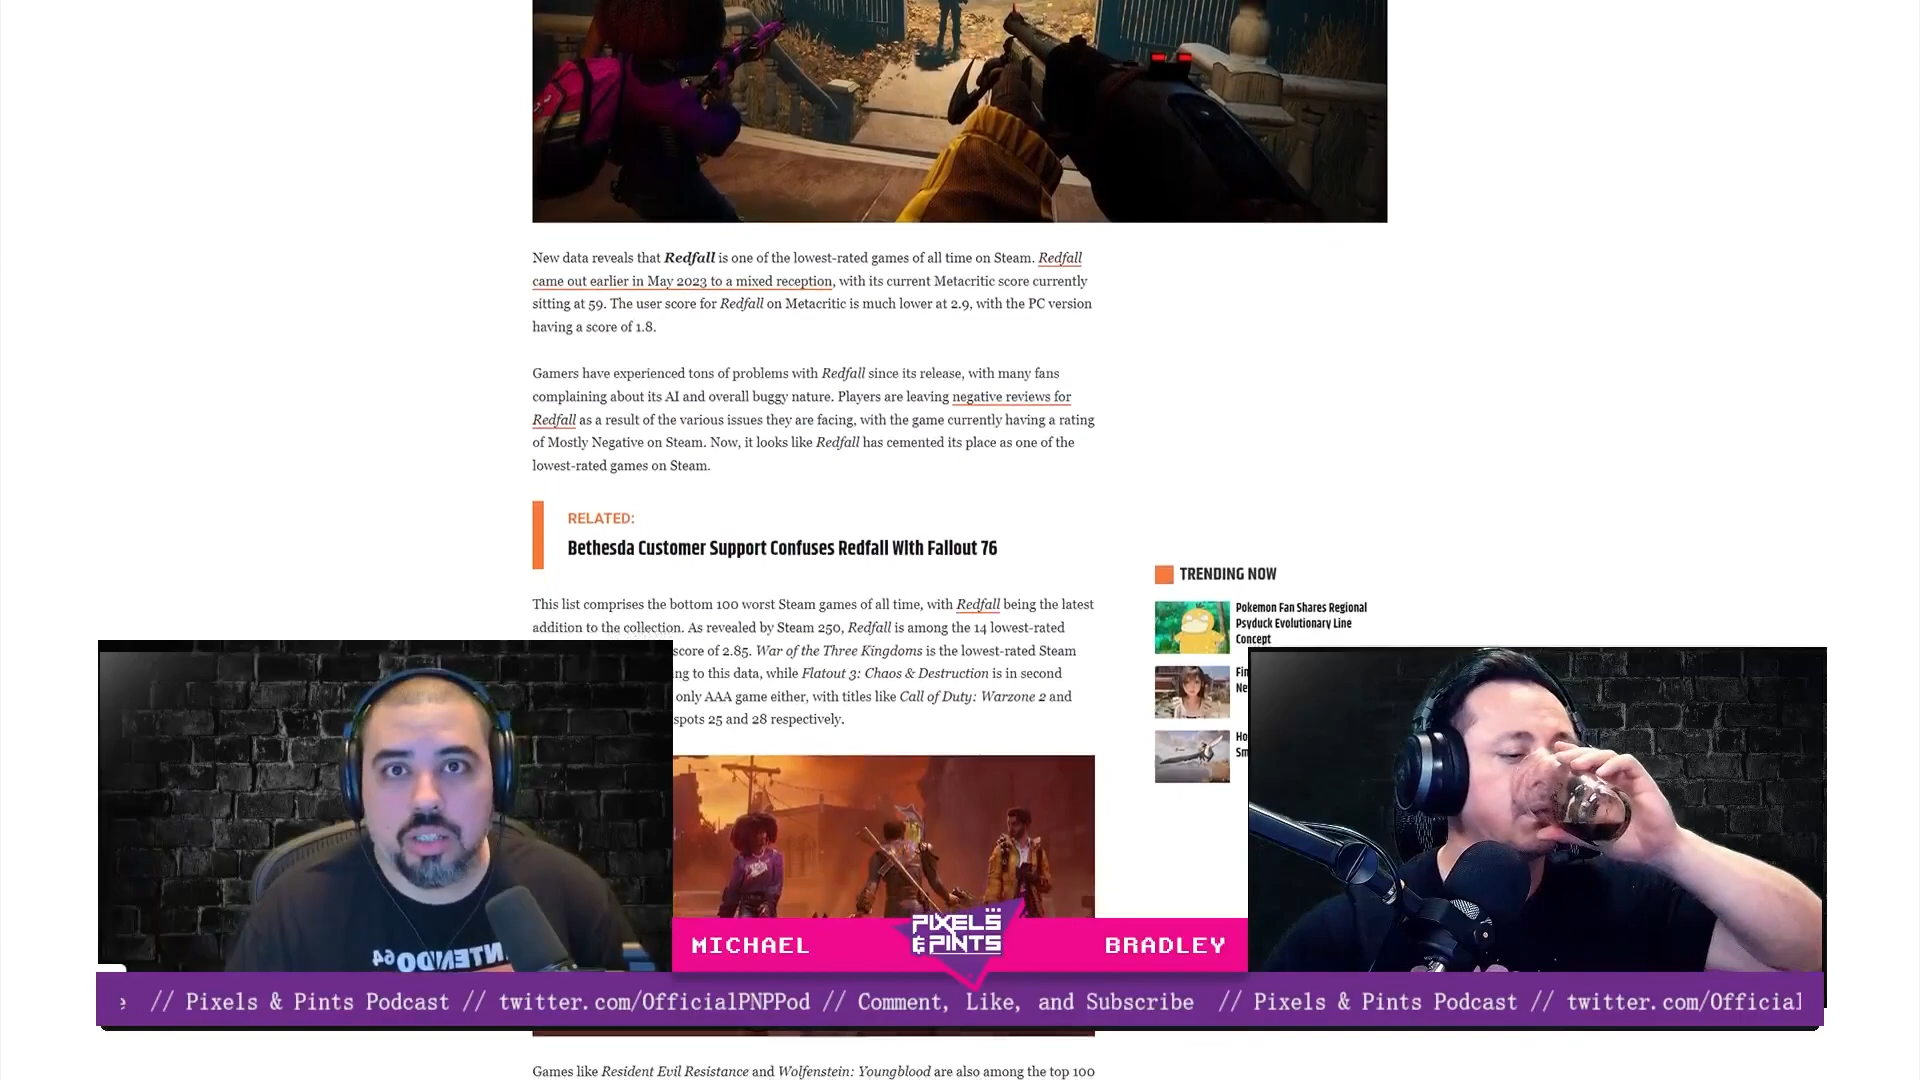 New data reveals that Redfall is one of the lowest-rated games of all time on Steam. Redfall
came out earlier in May 2023 to a mixed reception, with its current Metacritic score currently
sitting at 59. The user score for Redfall on Metacritic is much lower at 2.9, with the PC version
having a score of 1.8.
Gamers have experienced tons of problems with Redfall since its release, with many fans
complaining about its AI and overall buggy nature. Players are leaving negative reviews for
Redfall as a result of the various issues they are facing, with the game currently having a rating
of Mostly Negative on Steam. Now, it looks like Redfall has cemented its place as one of the
lowest-rated games on Steam.
RELATED:
Bethesda Customer Support Confuses Redfall With Fallout 76
This list comprises the bottom 100 worst Steam games of all time, with Redfall being the latest
addition to the collection. As revealed by Steam 250, Redfall is among the 14 lowest-rated
score of 2.85. War of the Three Kingdoms is the lowest-rated Steam
ng to this data, while Flatout 3: Chaos & Destruction is in second
only AAA game either, with titles like Call of Duty: Warzone 2 and
spots 25 and 28 respectively.
TRENDING NOW
Pokemon Fan Shares Regional
Psyduck Evolutionary Line
Concept
Fin
Ne
Ho
Sm
NTENDO64
MICHAEL
PIXELS
& PINTS
BRADLEY
e // Pixels & Pints Podcast // twitter.com/OfficialPNPPod // Comment, Like, and Subscribe // Pixels & Pints Podcast // twitter.com/Official
Games like Resident Evil Resistance and Wolfenstein: Youngblood are also among the top 100